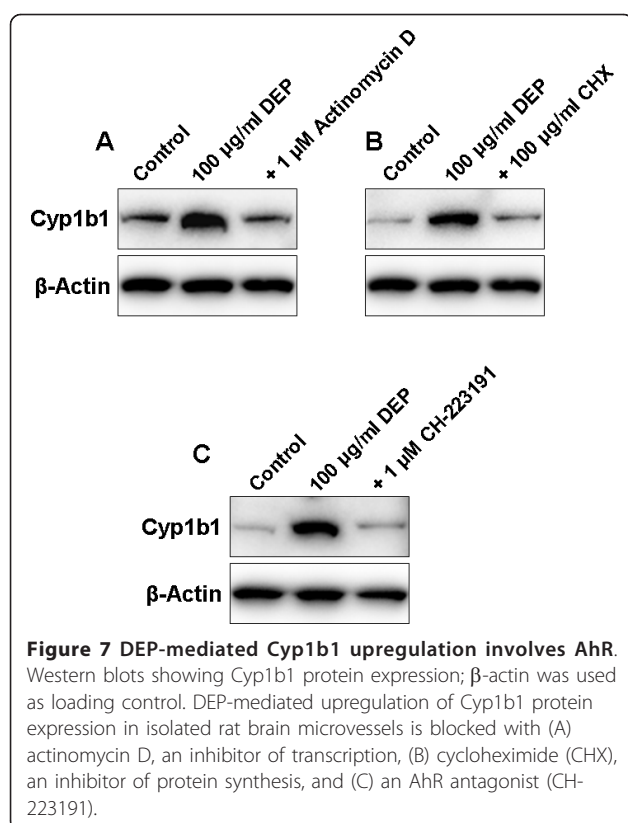 A
Control
100 µg/ml DEP
+ 1 µM Actinomycin D
B
Control
100 µg/ml DEP
+ 100 µg/ml CHX
Cyp1b1
β-Actin
C
Control
100 µg/ml DEP
+ 1 µM CH-223191
Cyp1b1
β-Actin
Figure 7 DEP-mediated Cyp1b1 upregulation involves AhR.
Western blots showing Cyp1b1 protein expression; β-actin was used
as loading control. DEP-mediated upregulation of Cyp1b1 protein
expression in isolated rat brain microvessels is blocked with (A)
actinomycin D, an inhibitor of transcription, (B) cycloheximide (CHX),
an inhibitor of protein synthesis, and (C) an AhR antagonist (CH-
223191).